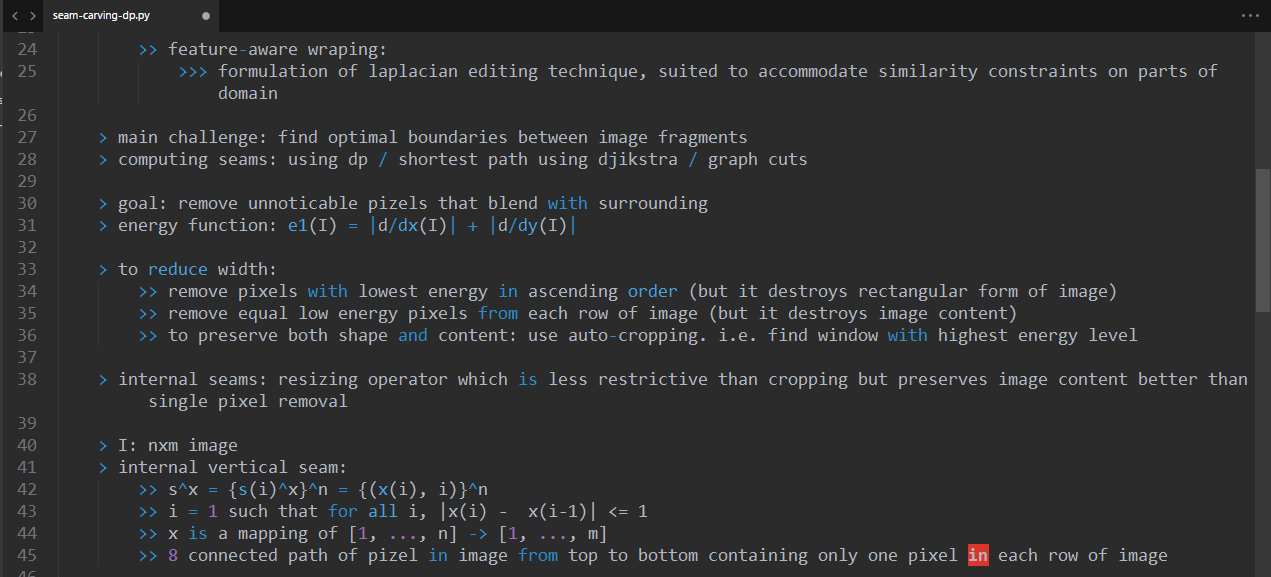 seam-carving-dp.py
24 >> feature-aware wraping:
25 >>> formulation of laplacian editing technique, suited to accommodate similarity constraints on parts of
domain
26
27 > main challenge: find optimal boundaries between image fragments
28 > computing seams: using dp / shortest path using djikstra / graph cuts
29
30 > goal: remove unnoticable pizels that blend with surrounding
31 > energy function: e1(I) = |d/dx(I)| + |d/dy(I)|
32
33 > to reduce width:
34 >> remove pixels with lowest energy in ascending order (but it destroys rectangular form of image)
35 >> remove equal low energy pixels from each row of image (but it destroys image content)
36 >> to preserve both shape and content: use auto-cropping. i.e. find window with highest energy level
37
38 > internal seams: resizing operator which is less restrictive than cropping but preserves image content better than
single pixel removal
39
40 > I: nxm image
41 > internal vertical seam:
42 >> s^x = {s(i)^x}^n = {(x(i), i)}^n
43 >> i = 1 such that for all i, |x(i) -  x(i-1)| <= 1
44 >> x is a mapping of [1, ..., n] -> [1, ..., m]
45 >> 8 connected path of pizel in image from top to bottom containing only one pixel in each row of image